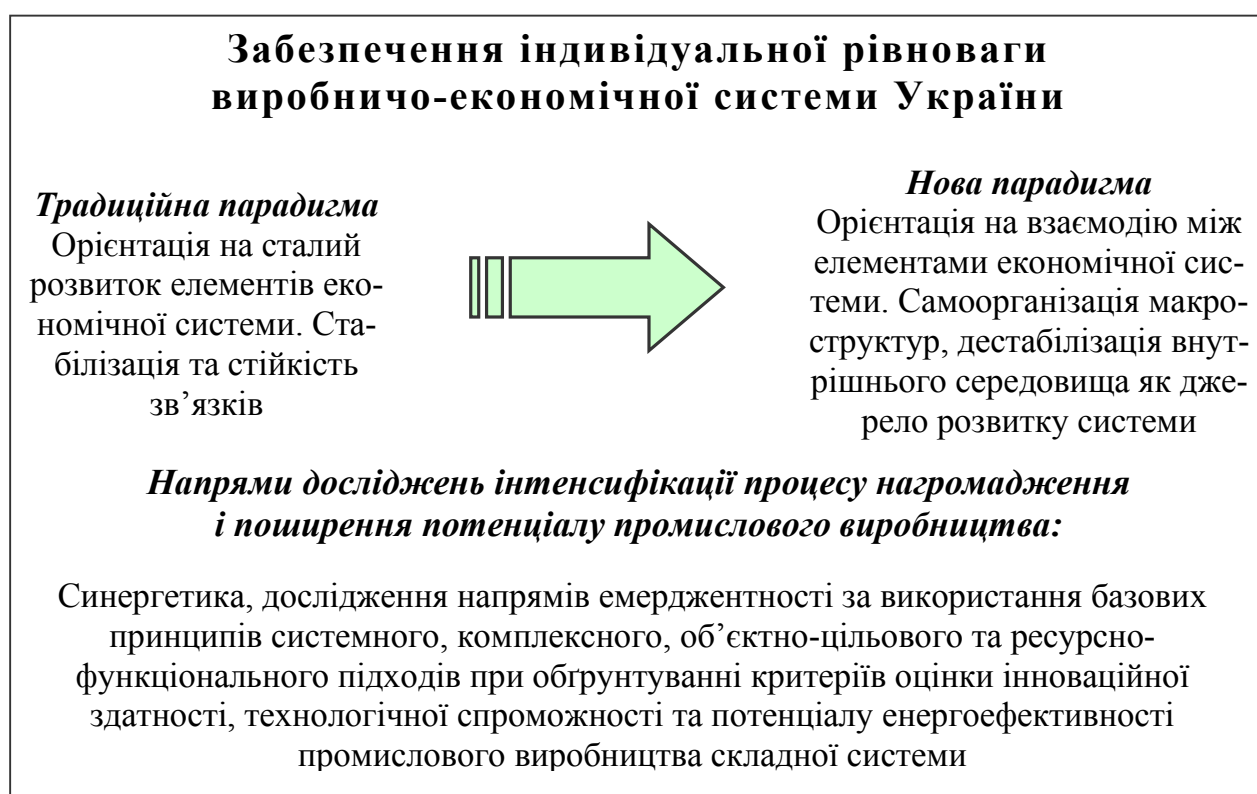 Забезпечення індивідуальної рівноваги
виробничо-економічної системи України
Традиційна парадигма
Орієнтація на сталий
розвиток елементів еко-
номічної системи. Ста-
білізація та стійкість
зв’язків
Нова парадигма
Орієнтація на взаємодію між
елементами економічної сис-
теми. Самоорганізація макро-
структур, дестабілізація внут-
рішнього середовища як дже-
рело розвитку системи
Напрями досліджень інтенсифікації процесу нагромадження
і поширення потенціалу промислового виробництва:
Синергетика, дослідження напрямів емерджентності за використання базових
принципів системного, комплексного, об’єктно-цільового та ресурсно-
функціонального підходів при обґрунтуванні критеріїв оцінки інноваційної
здатності, технологічної спроможності та потенціалу енергоефективності
промислового виробництва складної системи